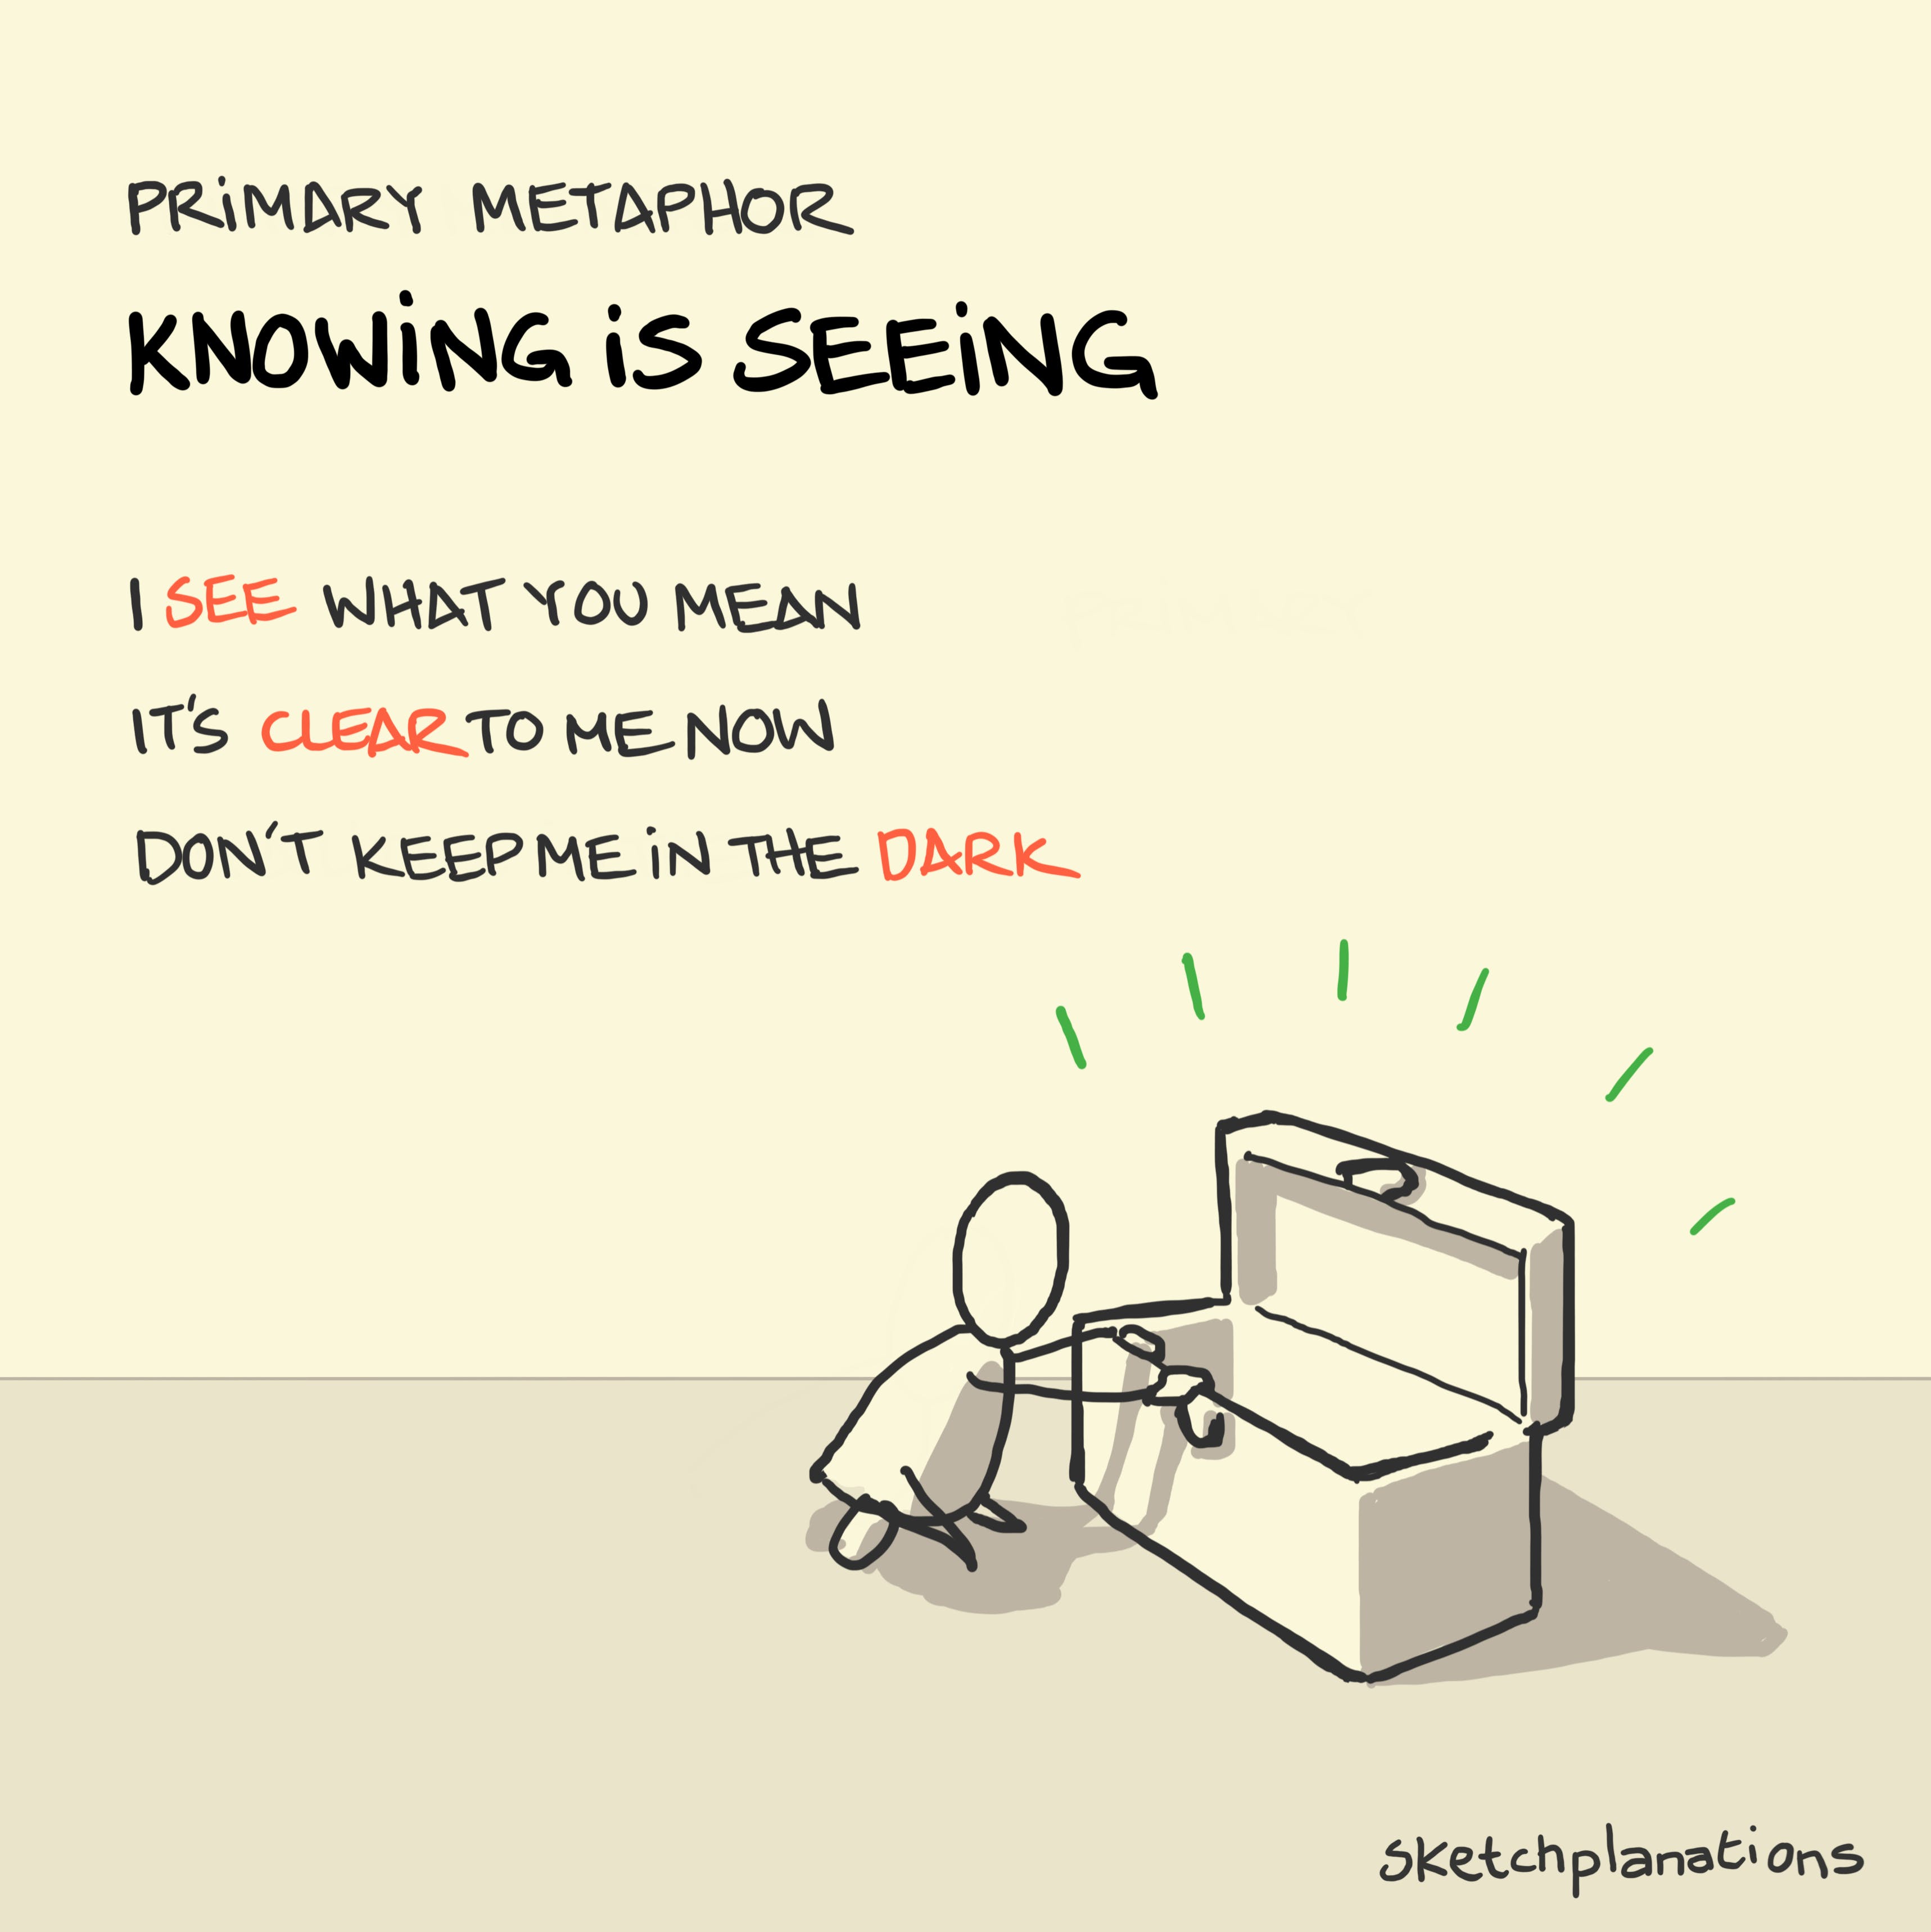 PRiMARY METAPHOR
KNOWiNG iS SEEiNG
I SEE WHAT YOU MEAN
IT'S CLEAR TO ME NOW
DON'T KEEP ME iN THE DARK
sketchplanations